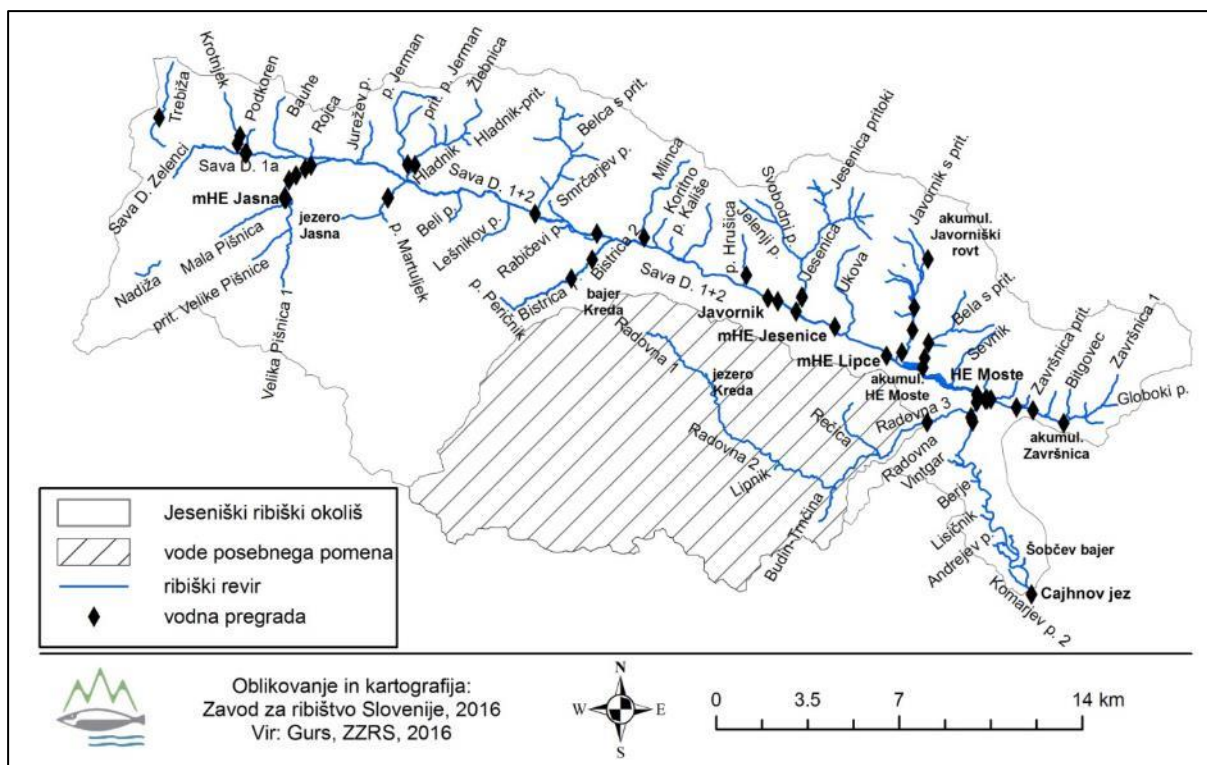 Krotnjek
Podkoren
Bauhe
Rojca
Jurežev p.
p. Jerman
prit. p. Jerman
Žlebnica
Hladnik-prit.
Trebiža
Sava D. Zelenci
Sava D. 1a
Hladnik
Sava D. 1+2
Belca s prit.
Smrčarjev p.
Mlinca
Koritno
p. Kališe
Svobodni p.
Jesenica pritoki
Javornik s prit.
akumul.
Javorniški
rovt
mHE Jasna
jezero
Jasna
Mala Pišnica
Nadiža
prit. Velike Pišnice
Velika Pišnica 1
p. Martuljek
Beli p.
Lešnikov p.
Rabičevi p.
Bistrica 2
Bistrica 1
p. Peričnik
bajer
Kreda
Sava D. 1+2
p. Hrušica
Jelenji p.
Jesenica
Ukova
Javornik
mHE Jesenice
mHE Lipce
Bela s prit.
Sevnik
HE Moste
akumul.
HE Moste
Završnica prit.
Bitgovec
Završnica 1
Globoki p.
akumul.
Završnica
Radovna 1
jezero
Kreda
Radovna 2
Lipnik
Rečica
Radovna 3
Budin-Trnčina
Radovna
Vintgar
Berje
Lisičnik
Andrejev p.
Šobčev bajer
Komarjev p. 2
Cajhnov jez
Jeseniški ribiški okoliš
vode posebnega pomena
ribiški revir
vodna pregrada
Oblikovanje in kartografija:
Zavod za ribištvo Slovenije, 2016
Vir: Gurs, ZZRS, 2016
N
W E
S
0 3.5 7 14 km